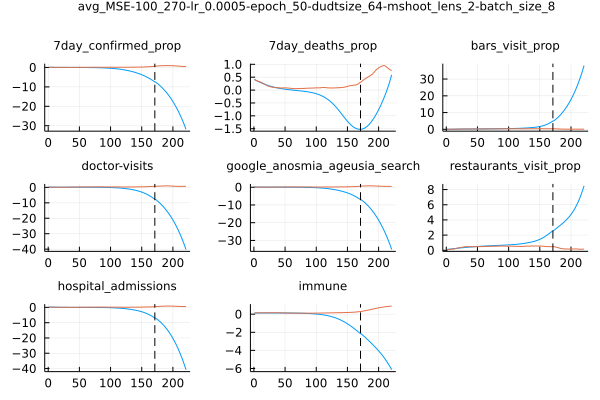 avg_MSE-100_270-lr_0.0005-epoch_50-dudtsize_64-mshoot_lens_2-batch_size_8
7day_confirmed_prop
0
−10
−20
−30
0 50 100 150 200
7day_deaths_prop
1.0
0.5
0.0
−0.5
−1.0
−1.5
0 50 100 150 200
bars_visit_prop
30
20
10
0
0 50 100 150 200
doctor-visits
0
−10
−20
−30
−40
0 50 100 150 200
google_anosmia_ageusia_search
0
−10
−20
−30
0 50 100 150 200
restaurants_visit_prop
8
6
4
2
0
0 50 100 150 200
hospital_admissions
0
−10
−20
−30
−40
0 50 100 150 200
immune
0
−2
−4
−6
0 50 100 150 200